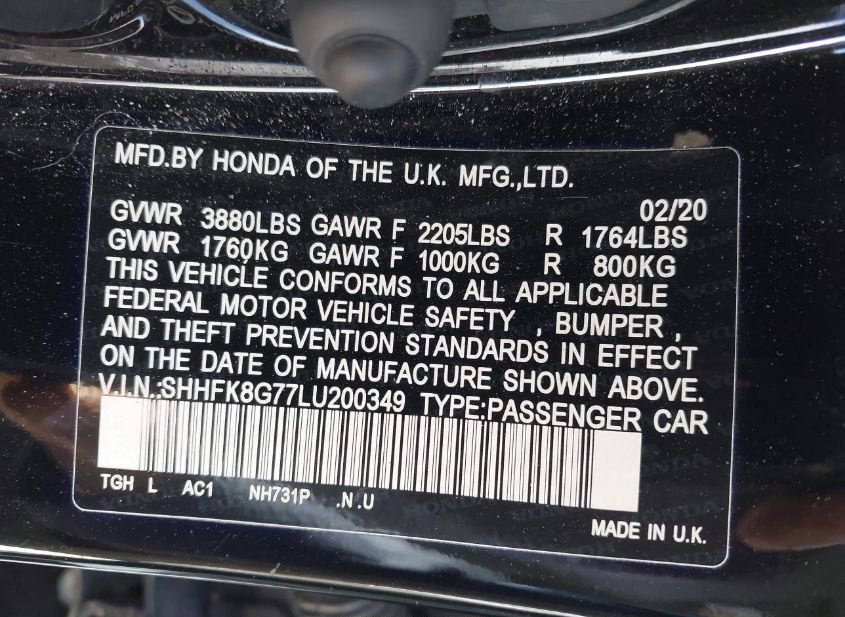 MFD.BY HONDA OF THE U.K. MFG.,LTD.
02/20
GVWR 3880LBS GAWR F 2205LBS R 1764LBS
GVWR 1760KG GAWR F 1000KG R 800KG
THIS VEHICLE CONFORMS TO ALL APPLICABLE
FEDERAL MOTOR VEHICLE SAFETY , BUMPER ,
AND THEFT PREVENTION STANDARDS IN EFFECT
ON THE DATE OF MANUFACTURE SHOWN ABOVE.
V.I.N.:SHHFK8G77LU200349 TYPE:PASSENGER CAR
TGH L AC1 NH731P .N.U
MADE IN U.K.